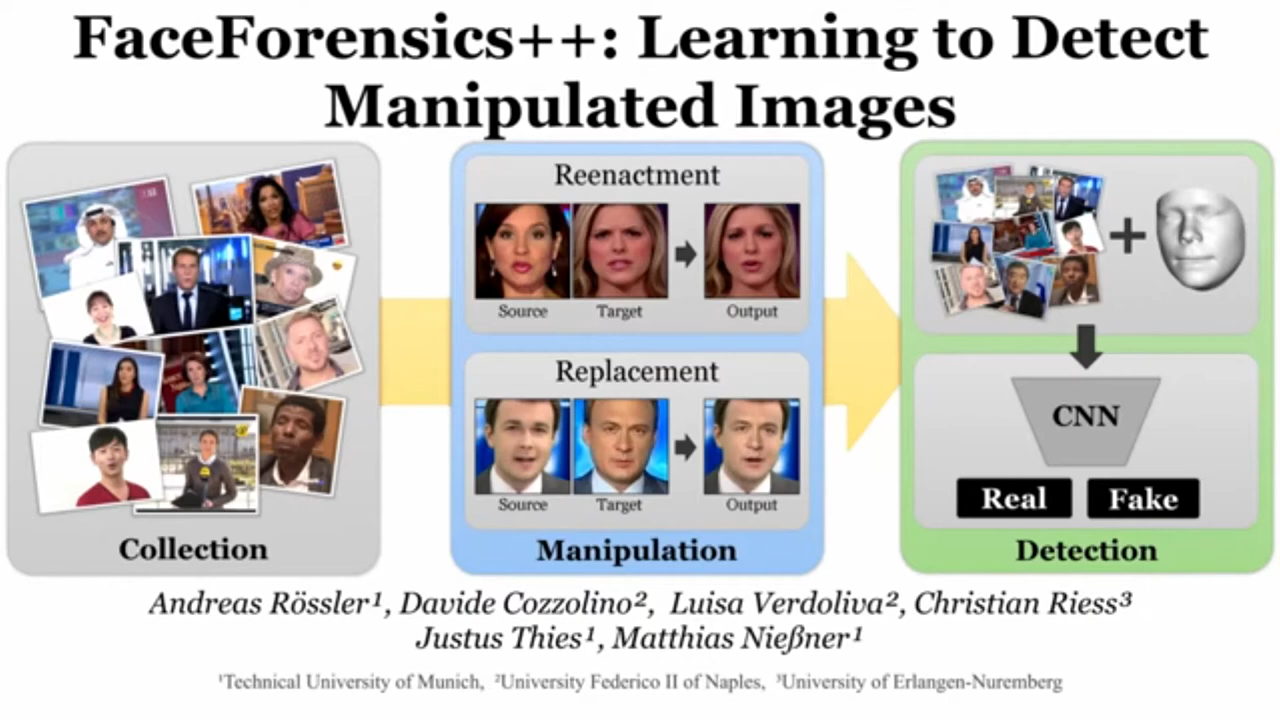 FaceForensics++: Learning to Detect
Manipulated Images
Collection
Reenactment
Source
Target
Output
Replacement
Source
Target
Output
Manipulation
+
CNN
Real
Fake
Detection
Andreas Rössler¹, Davide Cozzolino², Luisa Verdoliva², Christian Riess³
Justus Thies¹, Matthias Nießner¹
¹Technical University of Munich, ²University Federico II of Naples, ³University of Erlangen-Nuremberg